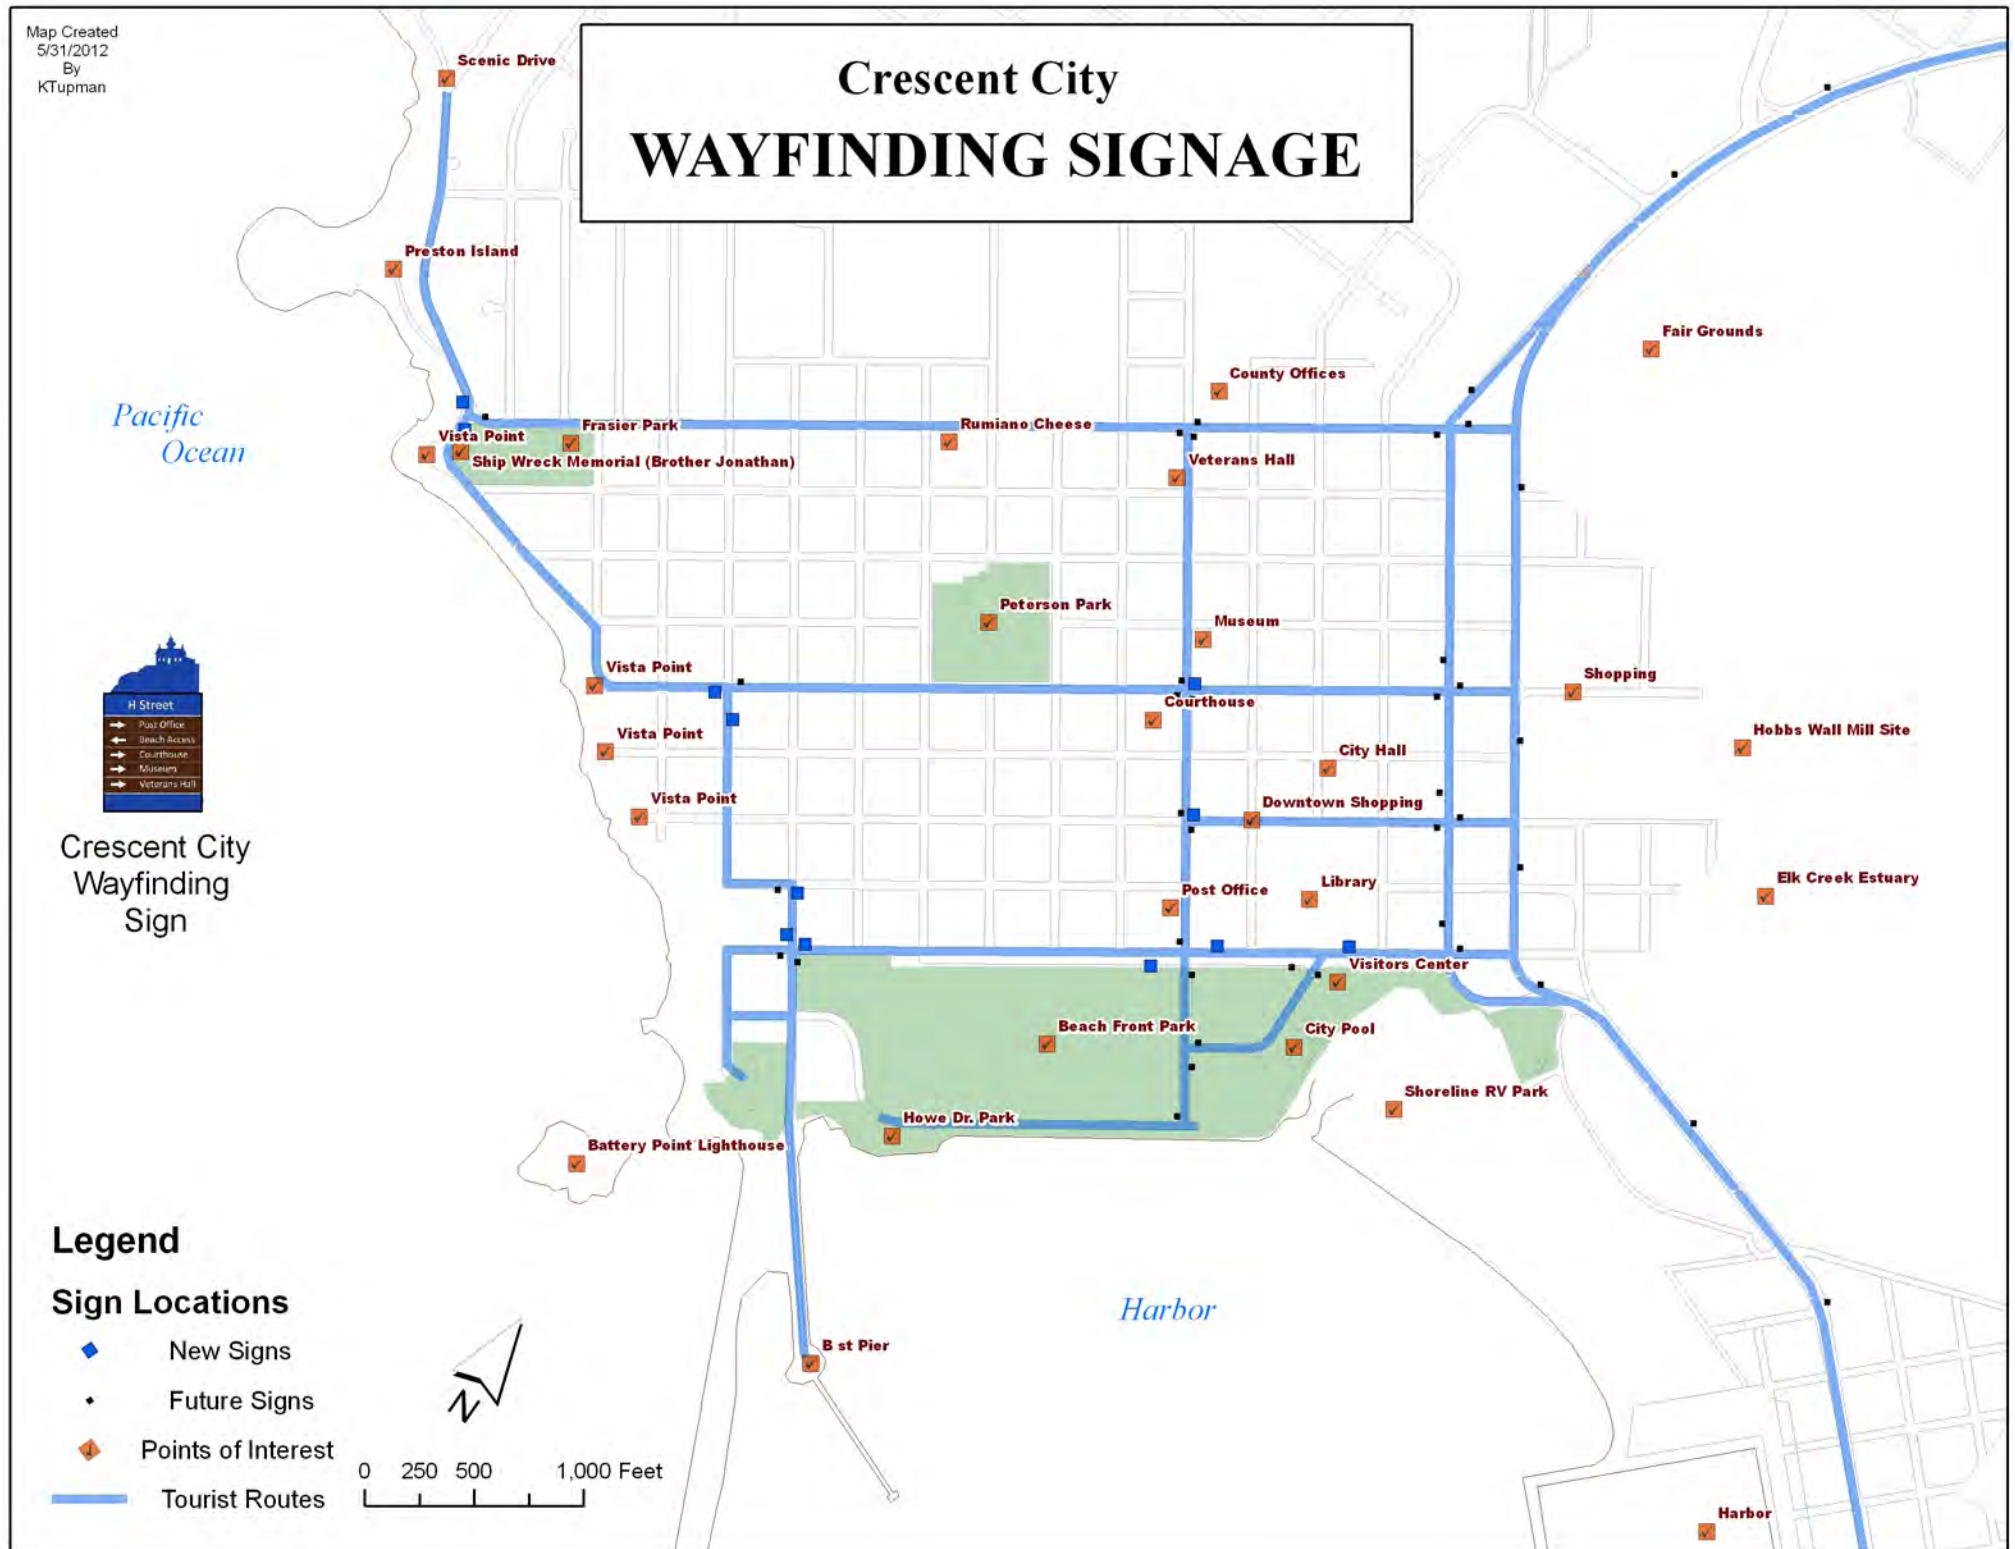 Map Created
5/31/2012
By
KTupman
Crescent City
WAYFINDING SIGNAGE
Scenic Drive
Preston Island
Fair Grounds
County Offices
Pacific
Ocean
Frasier Park
Rumiano Cheese
Vista Point
Ship Wreck Memorial (Brother Jonathan)
Veterans Hall
Peterson Park
Museum
Vista Point
Shopping
Courthouse
Vista Point
City Hall
Hobbs Wall Mill Site
Vista Point
Downtown Shopping
H Street
Post Office
Beach Access
Courthouse
Museum
Veterans Hall
Crescent City
Wayfinding
Sign
Post Office
Library
Elk Creek Estuary
Visitors Center
Beach Front Park
City Pool
Shoreline RV Park
Howe Dr. Park
Battery Point Lighthouse
Harbor
B st Pier
Harbor
Legend
Sign Locations
New Signs
Future Signs
Points of Interest
Tourist Routes
N
0 250 500 1,000 Feet